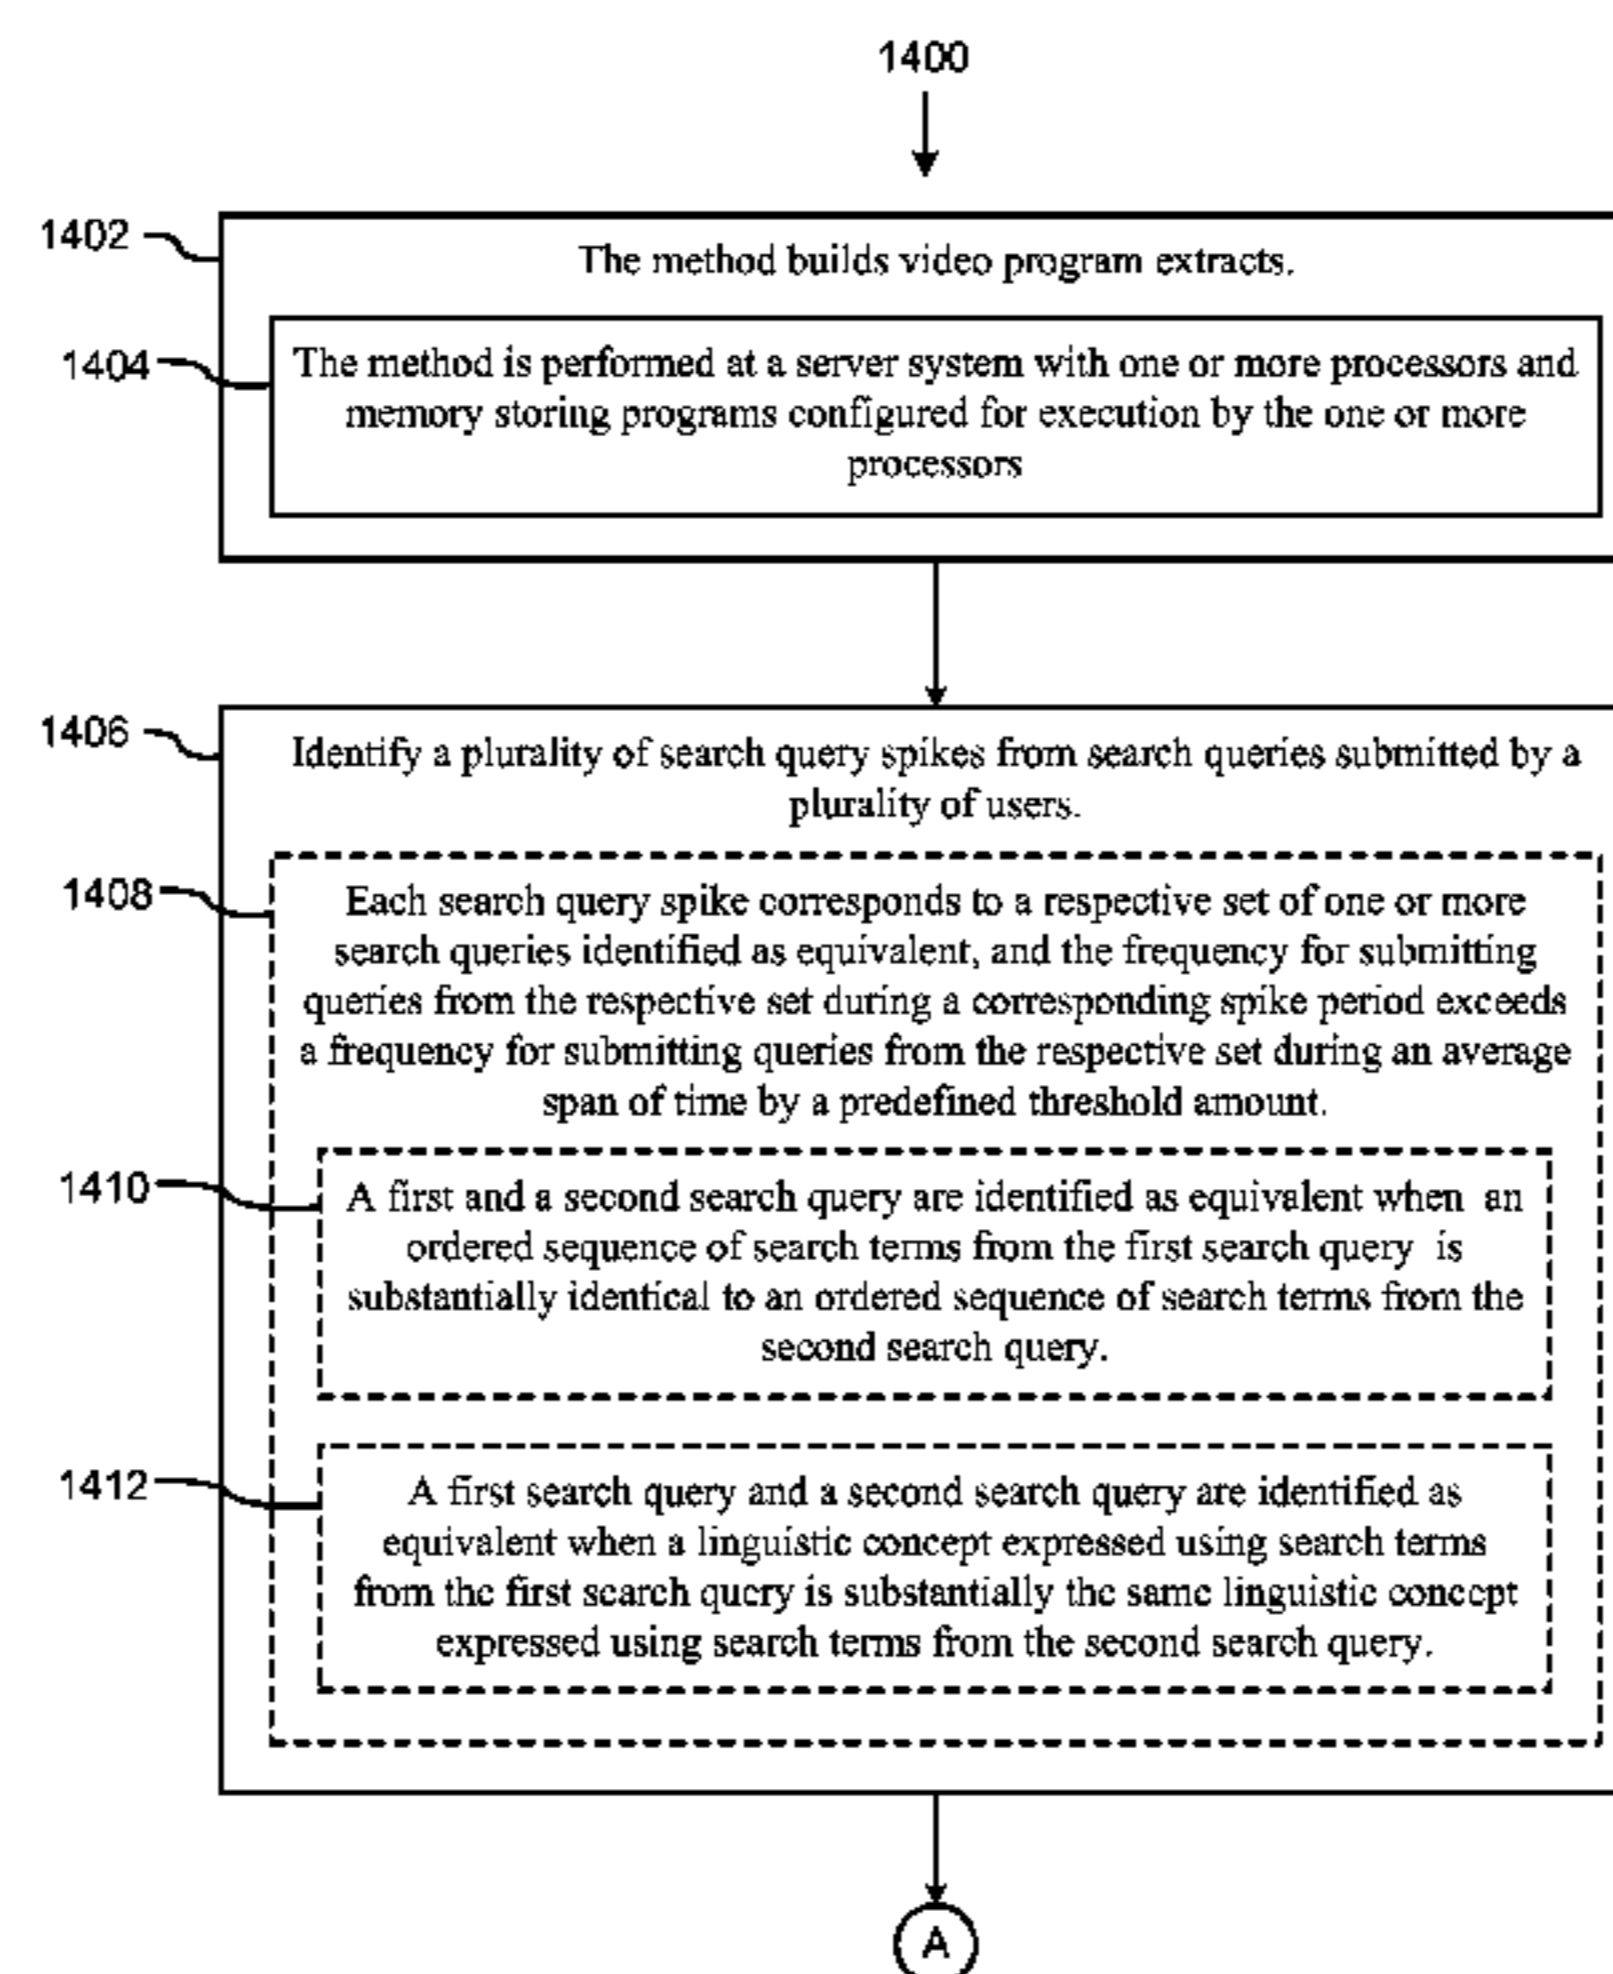 1400
1402
The method builds video program extracts.
1404
The method is performed at a server system with one or more processors and
memory storing programs configured for execution by the one or more
processors
1406
Identify a plurality of search query spikes from search queries submitted by a
plurality of users.
1408
Each search query spike corresponds to a respective set of one or more
search queries identified as equivalent, and the frequency for submitting
queries from the respective set during a corresponding spike period exceeds
a frequency for submitting queries from the respective set during an average
span of time by a predefined threshold amount.
1410
A first and a second search query are identified as equivalent when an
ordered sequence of search terms from the first search query is
substantially identical to an ordered sequence of search terms from the
second search query.
1412
A first search query and a second search query are identified as
equivalent when a linguistic concept expressed using search terms
from the first search query is substantially the same linguistic concept
expressed using search terms from the second search query.
A